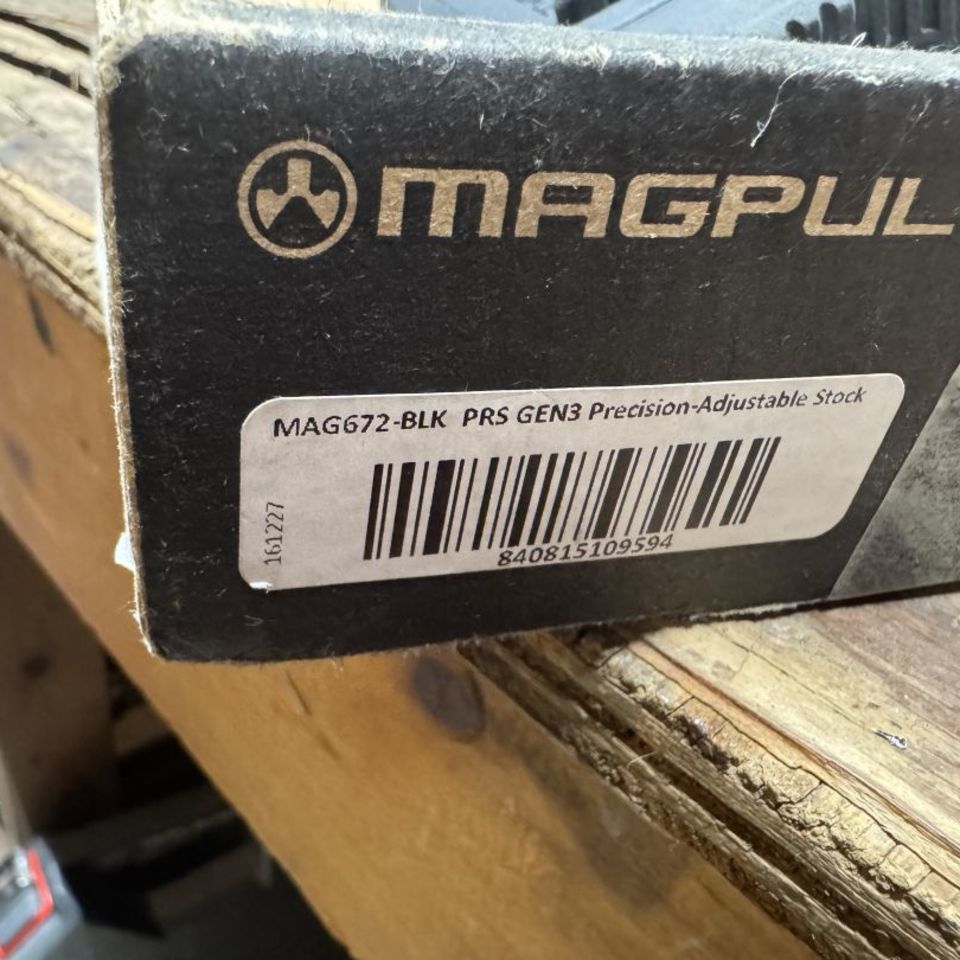 MAGPUL
MAG672-BLK PRS GEN3 Precision-Adjustable Stock
161227
840815109594